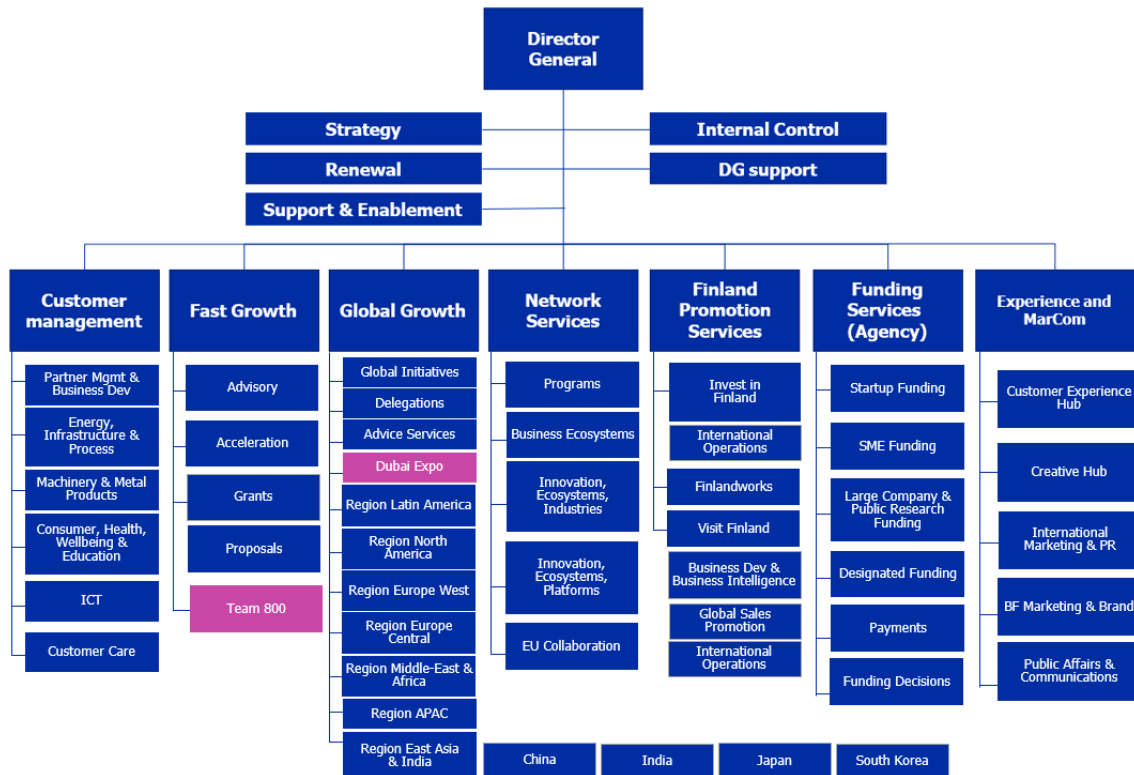 Director
General
Strategy
Internal Control
Renewal
DG support
Support & Enablement
Customer
management
Partner Mgmt &
Business Dev
Energy,
Infrastructure &
Process
Machinery & Metal
Products
Consumer, Health,
Wellbeing &
Education
ICT
Customer Care
Fast Growth
Advisory
Acceleration
Grants
Proposals
Team 800
Global Growth
Global Initiatives
Delegations
Advice Services
Dubai Expo
Region Latin America
Region North
America
Region Europe West
Region Europe
Central
Region Middle-East &
Africa
Region APAC
Region East Asia
& India
China
India
Japan
South Korea
Network
Services
Programs
Business Ecosystems
Innovation,
Ecosystems,
Industries
Innovation,
Ecosystems,
Platforms
EU Collaboration
Finland
Promotion
Services
Invest in
Finland
International
Operations
Finlandworks
Visit Finland
Business Dev &
Business Intelligence
Global Sales
Promotion
International
Operations
Funding
Services
(Agency)
Startup Funding
SME Funding
Large Company &
Public Research
Funding
Designated Funding
Payments
Funding Decisions
Experience and
MarCom
Customer Experience
Hub
Creative Hub
International
Marketing & PR
BF Marketing & Brand
Public Affairs &
Communications